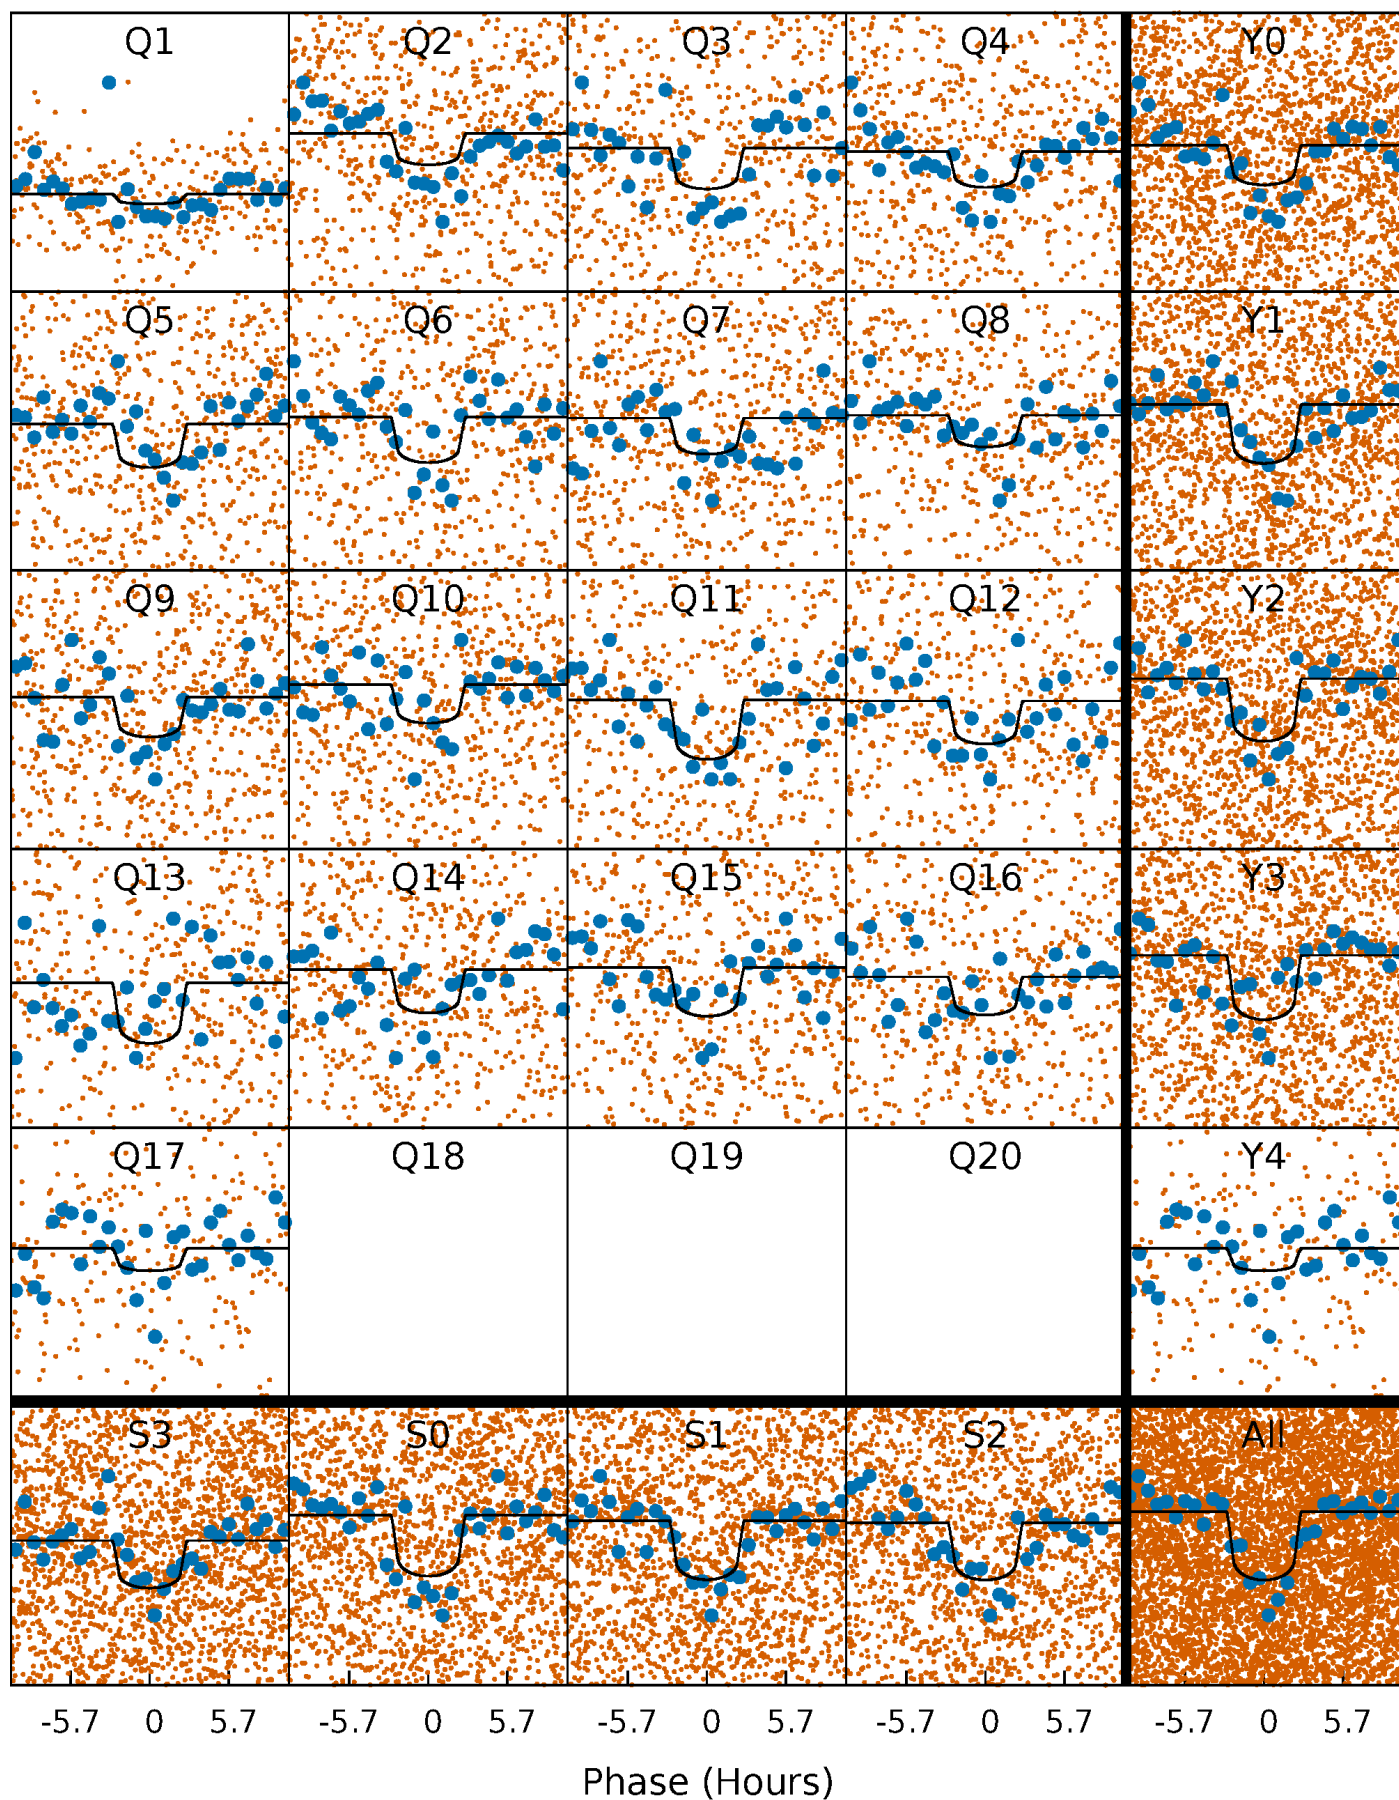 Q1 Q2 Q3 Q4 Y0
Q5 Q6 Q7 Q8 Y1
Q9 Q10 Q11 Q12 Y2
Q13 Q14 Q15 Q16 Y3
Q17 Q18 Q19 Q20 Y4
S3 S0 S1 S2 All
-5.7 0 5.7 -5.7 0 5.7 -5.7 0 5.7 -5.7 0 5.7 -5.7 0 5.7
Phase (Hours)